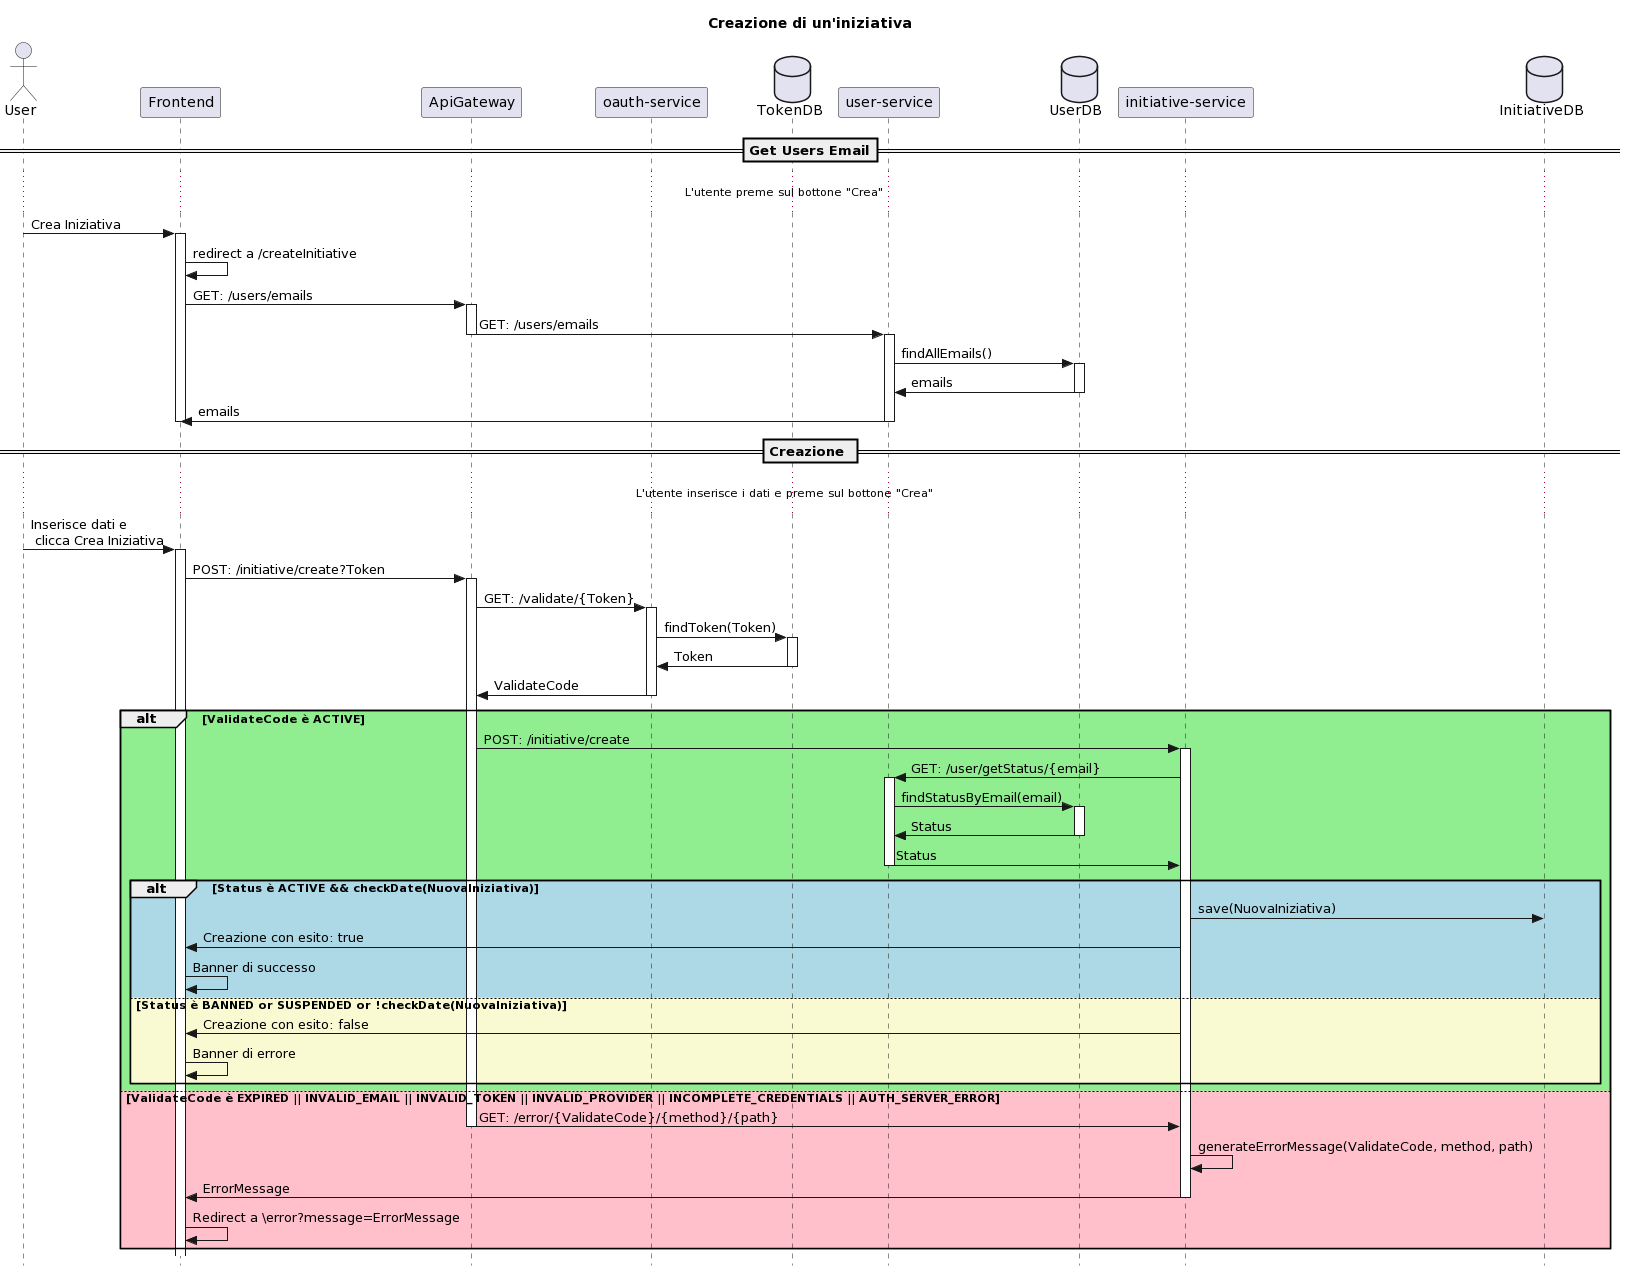 Creazione di un'iniziativa
User
Frontend
ApiGateway
oauth-service
TokenDB
user-service
UserDB
initiative-service
InitiativeDB
Get Users Email
L'utente preme sul bottone "Crea"
Crea Iniziativa
redirect a /createInitiative
GET: /users/emails
GET: /users/emails
findAllEmails()
emails
emails
Creazione
L'utente inserisce i dati e preme sul bottone "Crea"
Inserisce dati e
clicca Crea Iniziativa
POST: /initiative/create?Token
GET: /validate/{Token}
findToken(Token)
Token
ValidateCode
alt [ValidateCode è ACTIVE]
POST: /initiative/create
GET: /user/getStatus/{email}
findStatusByEmail(email)
Status
Status
alt [Status è ACTIVE && checkDate(NuovaIniziativa)]
save(NuovaIniziativa)
Creazione con esito: true
Banner di successo
[Status è BANNED or SUSPENDED or !checkDate(NuovaIniziativa)]
Creazione con esito: false
Banner di errore
[ValidateCode è EXPIRED || INVALID_EMAIL || INVALID_TOKEN || INVALID_PROVIDER || INCOMPLETE_CREDENTIALS || AUTH_SERVER_ERROR]
GET: /error/{ValidateCode}/{method}/{path}
generateErrorMessage(ValidateCode, method, path)
ErrorMessage
Redirect a \error?message=ErrorMessage